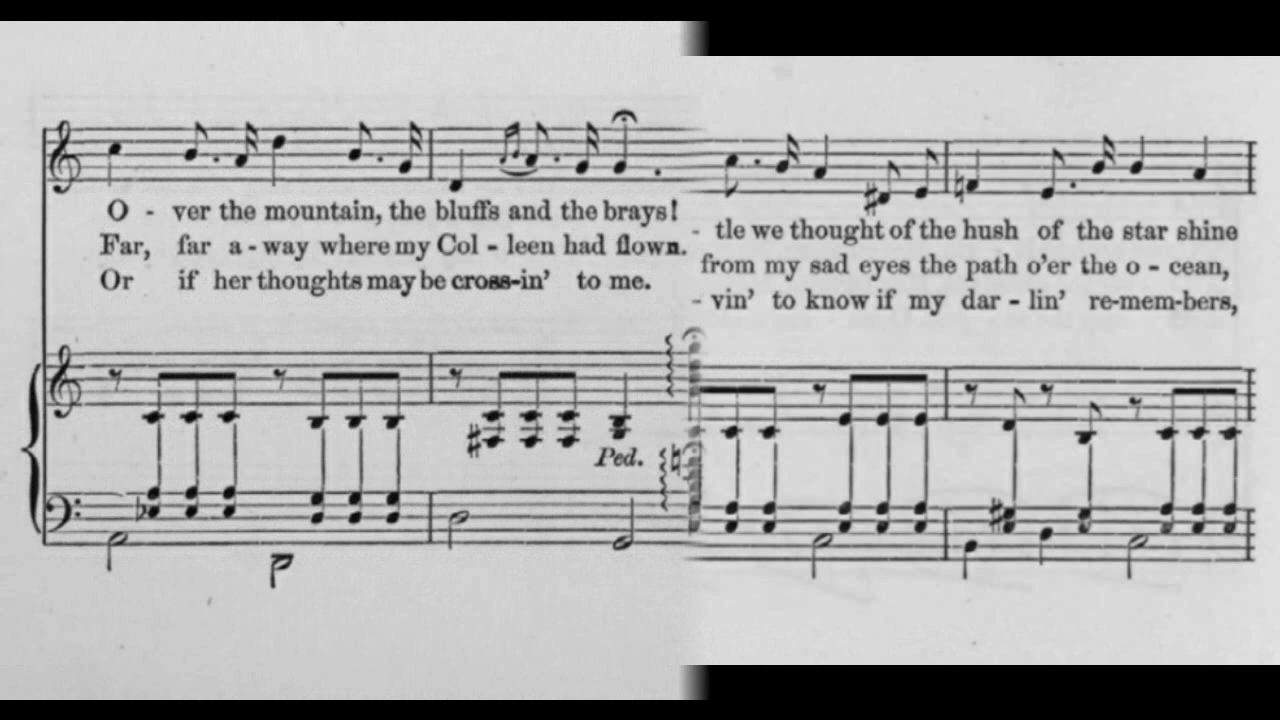 O - ver the mountain, the bluffs and the brays!
Far, far a - way where my Col - leen had flown.
Or if her thoughts may be cross-in' to me.
- tle we thought of the hush of the star shine
from my sad eyes the path o'er the o - cean,
- vin' to know if my dar - lin' re-mem-bers,
Ped.